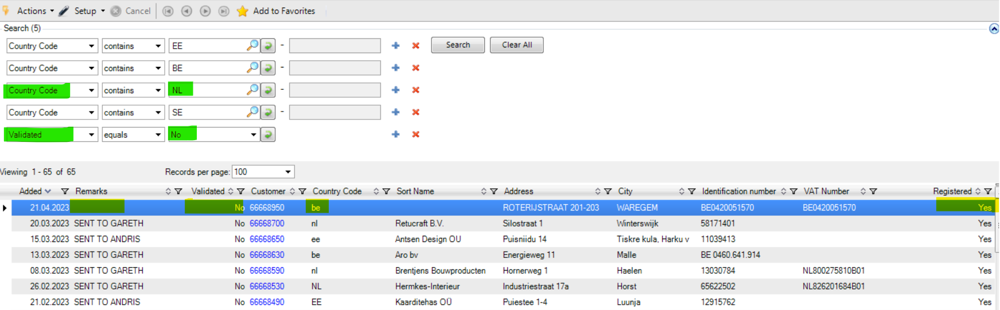 Actions Setup Cancel Add to Favorites
Search (5)
Country Code contains EE - Search Clear All
Country Code contains BE -
Country Code contains NL -
Country Code contains SE -
Validated equals No
Viewing 1 - 65 of 65 Records per page: 100
Added Remarks Validated Customer Country Code Sort Name Address City Identification number VAT Number Registered
21.04.2023 No 66668950 be ROTERIJSTRAAT 201-203 WAREGEM BE0420051570 BE0420051570 Yes
20.03.2023 SENT TO GARETH No 66668700 nl Retucraft B.V. Silostraat 1 Winterswijk 58171401 Yes
15.03.2023 SENT TO ANDRIS No 66668650 ee Antsen Design OU Puisniidu 14 Tiskre kula, Harku v 11039413 Yes
13.03.2023 SENT TO GARETH No 66668630 be Aro bv Energieweg 11 Malle BE 0460.641.914 Yes
08.03.2023 SENT TO GARETH No 66668590 nl Brentjens Bouwproducten Hornerweg 1 Haelen 13030784 NL800275810B01 Yes
26.02.2023 SENT TO GARETH No 66668530 NL Hermkes-Interieur Industriestraat 17a Horst 65622502 NL826201684B01 Yes
21.02.2023 SENT TO ANDRIS No 66668490 EE Kaarditehas OÜ Puiestee 1-4 Luunja 12915762 Yes